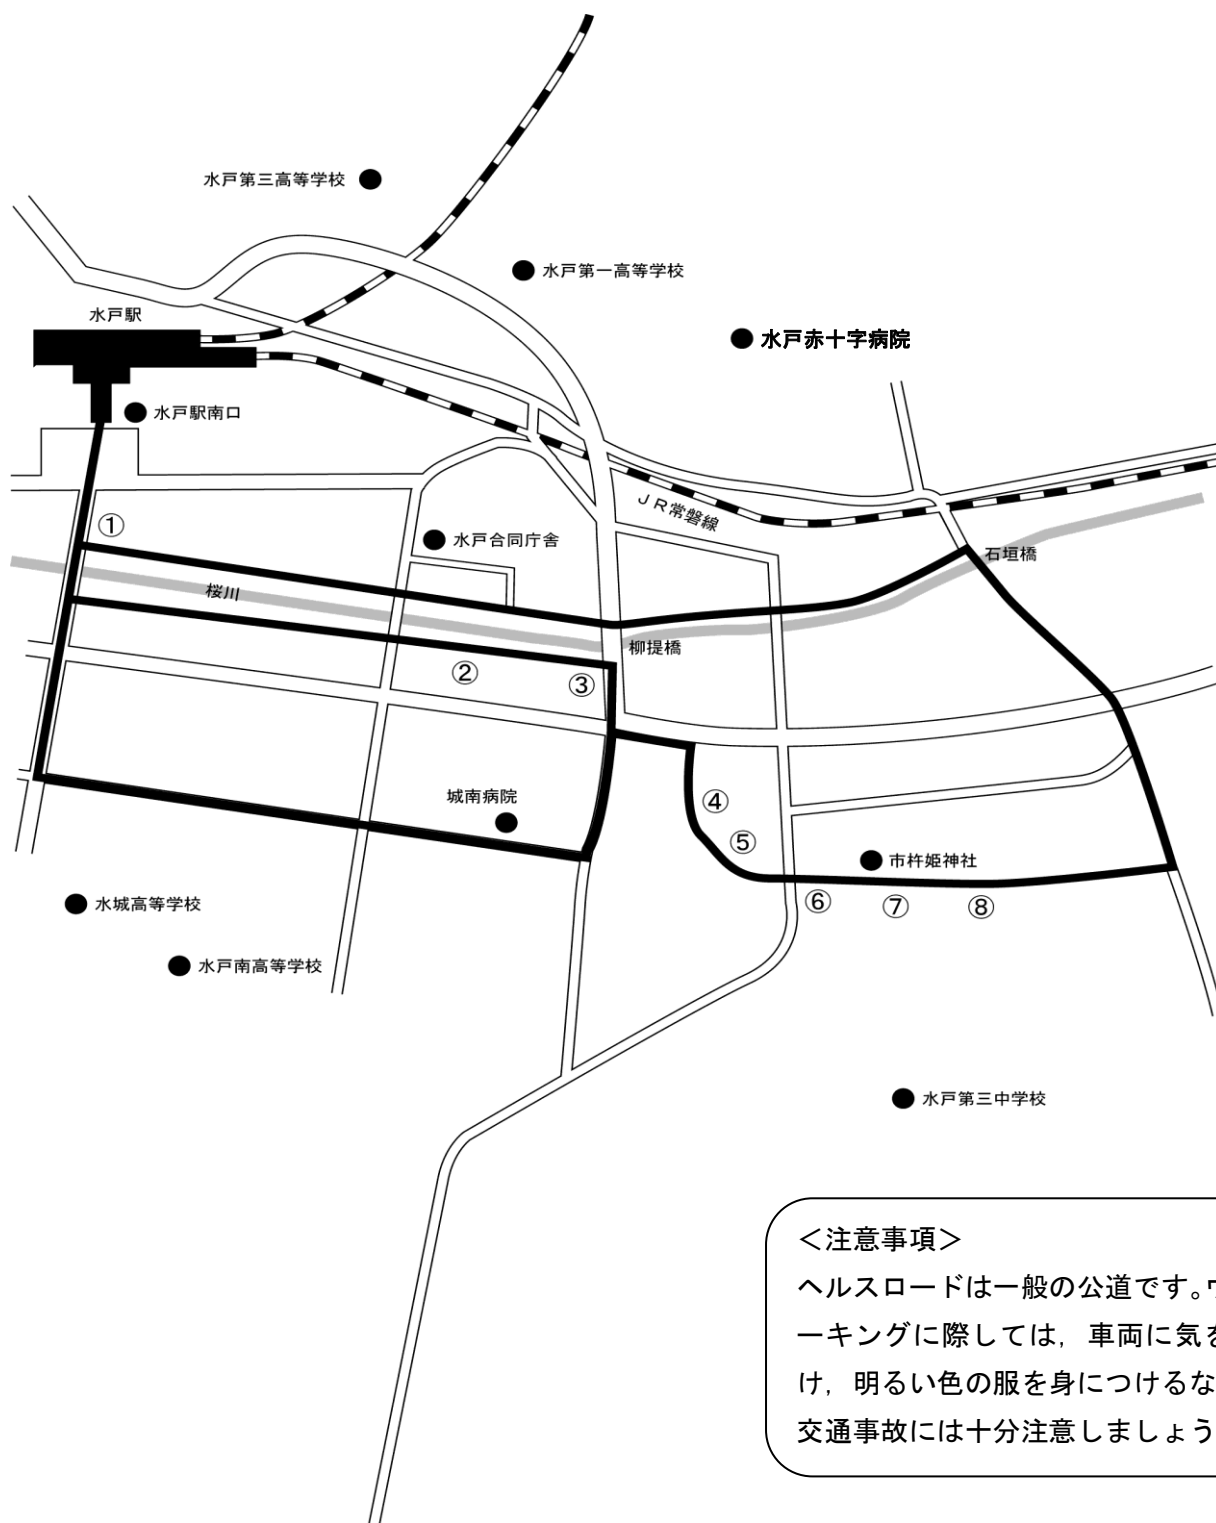 水戸第三高等学校
水戸第一高等学校
水戸駅
水戸赤十字病院
水戸駅南口
JR常磐線
①
水戸合同庁舎
石垣橋
桜川
柳提橋
②
③
城南病院
④
⑤
市杵姫神社
⑥
⑦
⑧
水城高等学校
水戸南高等学校
水戸第三中学校
＜注意事項＞
ヘルスロードは一般の公道です。ウ
ーキングに際しては，車両に気を
け，明るい色の服を身につけるな
交通事故には十分注意しましょう